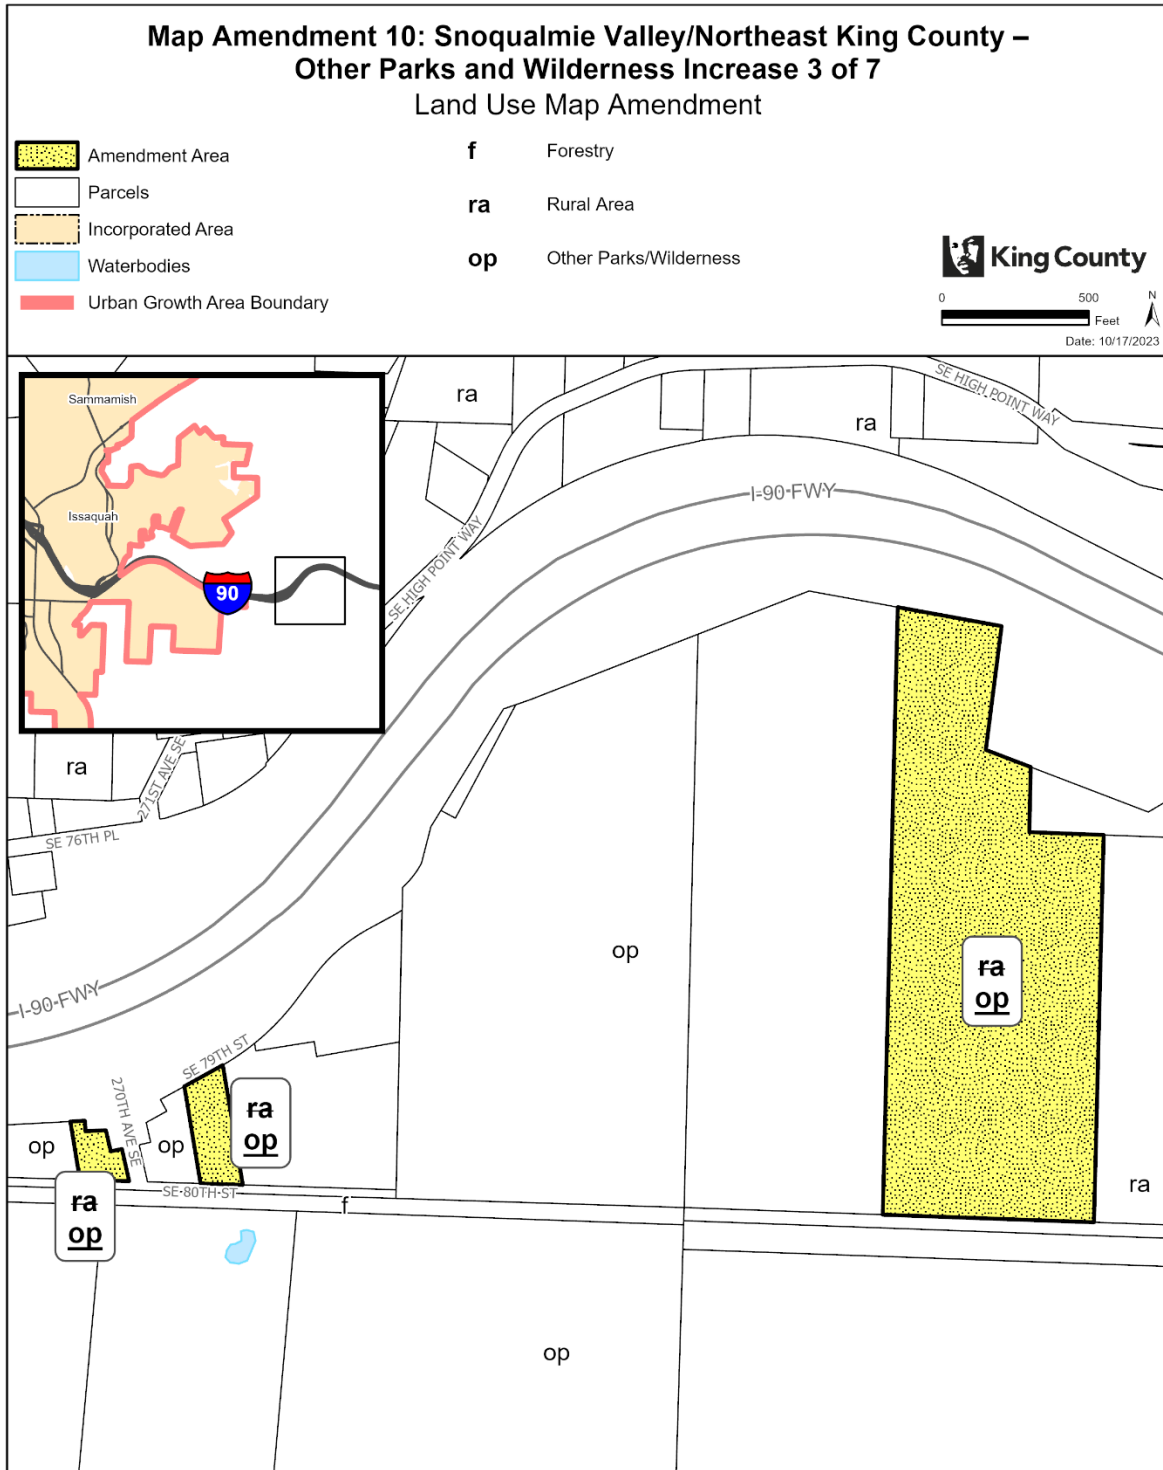 Map Amendment 10: Snoqualmie Valley/Northeast King County –
Other Parks and Wilderness Increase 3 of 7
Land Use Map Amendment
Amendment Area
Parcels
Incorporated Area
Waterbodies
Urban Growth Area Boundary
f Forestry
ra Rural Area
op Other Parks/Wilderness
King County
0 500
Feet
N
Date: 10/17/2023
Sammamish
Issaquah
90
ra
SE HIGH POINT WAY
ra
I-90 FWY
SE HIGH POINT WAY
ra
271ST AVE SE
SE 76TH PL
op
ra
op
I-90 FWY
SE 79TH ST
270TH AVE SE
ra
op
op
op
ra
SE 80TH ST
f
ra
op
op